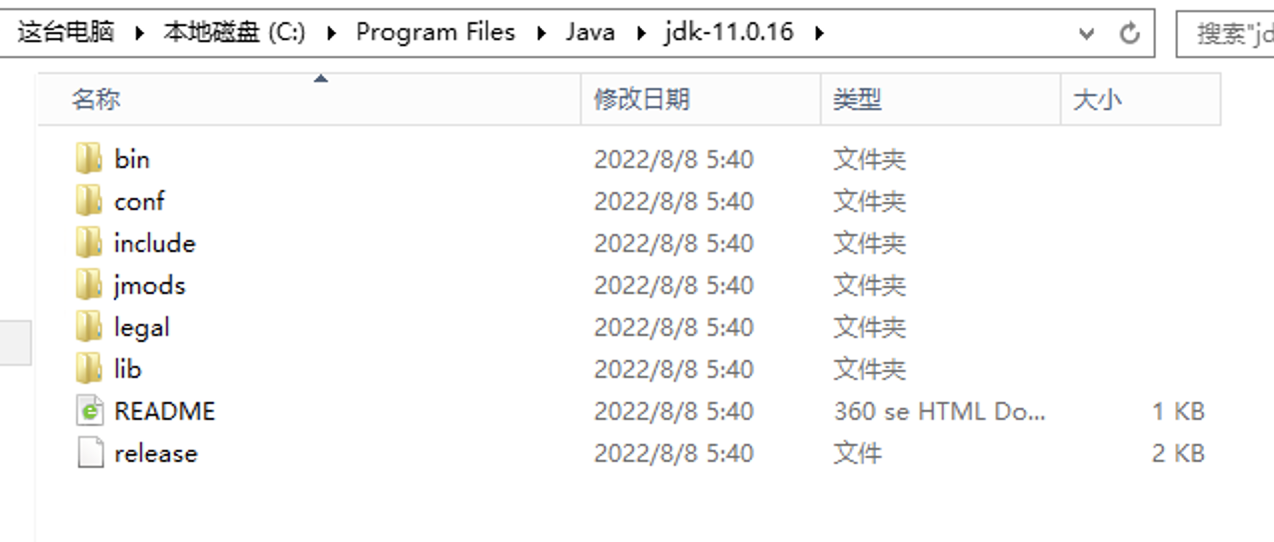 这台电脑 本地磁盘 (C:) Program Files Java jdk-11.0.16 搜索"jd
名称 修改日期 类型 大小
bin 2022/8/8 5:40 文件夹
conf 2022/8/8 5:40 文件夹
include 2022/8/8 5:40 文件夹
jmods 2022/8/8 5:40 文件夹
legal 2022/8/8 5:40 文件夹
lib 2022/8/8 5:40 文件夹
README 2022/8/8 5:40 360 se HTML Do... 1 KB
release 2022/8/8 5:40 文件 2 KB